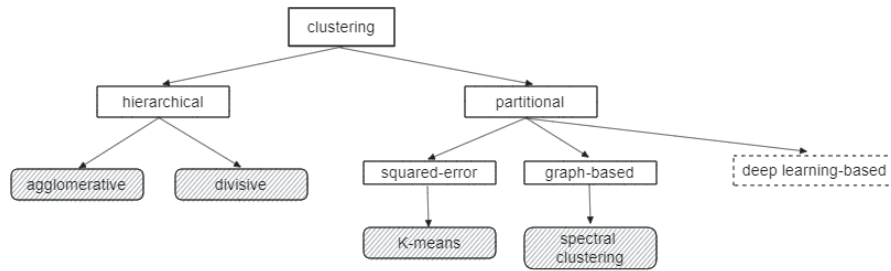 clustering
hierarchical
partitional
agglomerative
divisive
squared-error
graph-based
deep learning-based
K-means
spectral
clustering